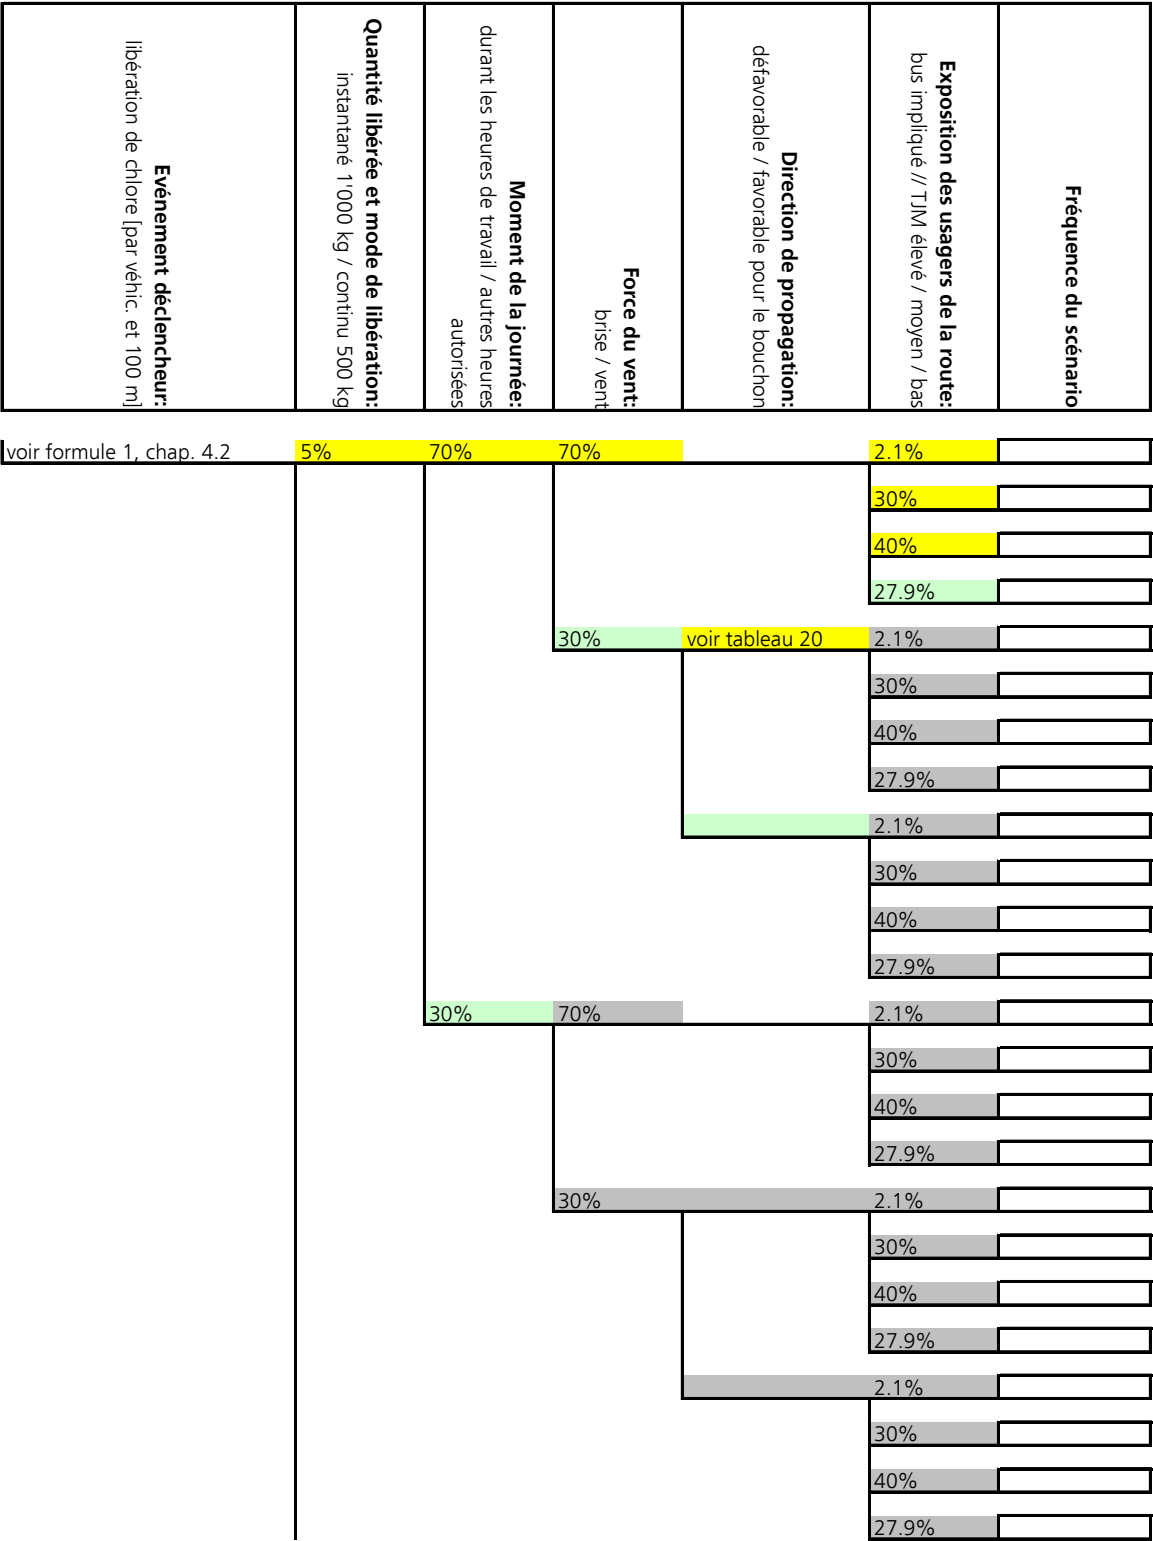 Evénement déclencheur:
libération de chlore [par véhic. et 100 m]
Quantité libérée et mode de libération:
instantané 1'000 kg / continu 500 kg
Moment de la journée:
durant les heures de travail / autres heures
autorisées
Force du vent:
brise / vent
Direction de propagation:
défavorable / favorable pour le bouchon
Exposition des usagers de la route:
bus impliqué // TJM élevé / moyen / bas
Fréquence du scénario
voir formule 1, chap. 4.2 5% 70% 70% 2.1%
30%
40%
27.9%
30% voir tableau 20 2.1%
30%
40%
27.9%
2.1%
30%
40%
27.9%
30% 70% 2.1%
30%
40%
27.9%
30% 2.1%
30%
40%
27.9%
2.1%
30%
40%
27.9%